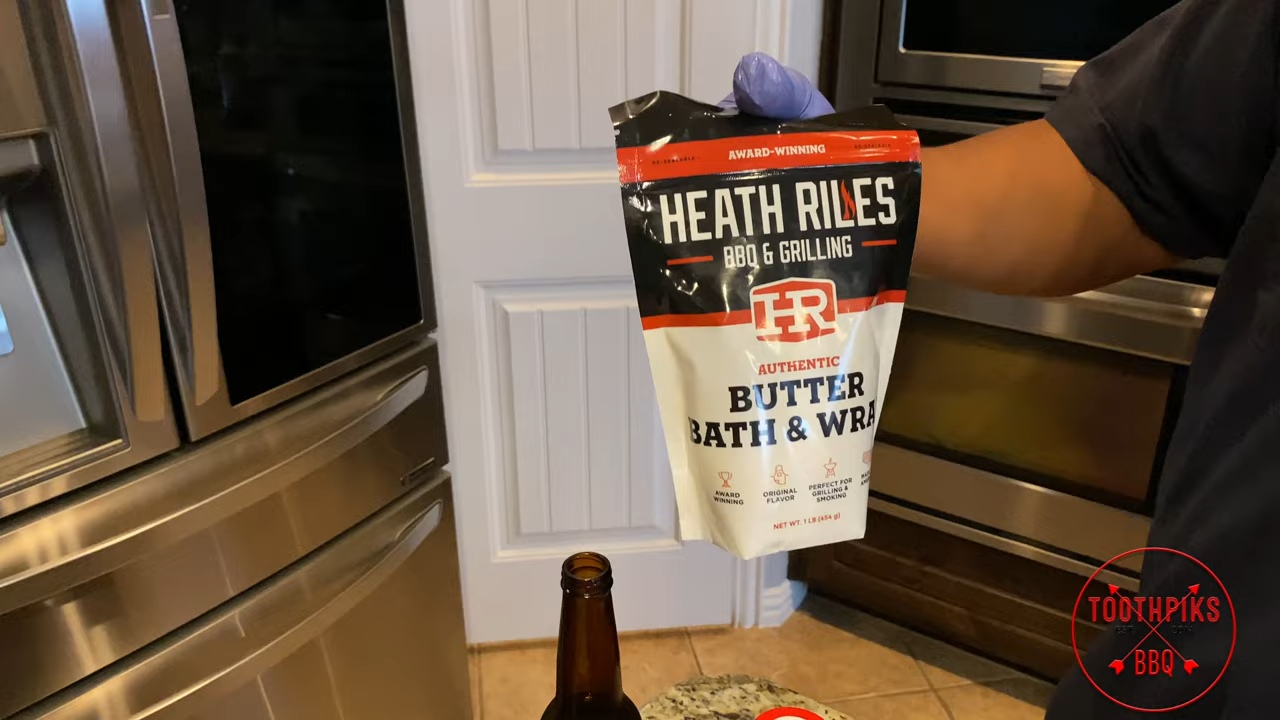 AWARD-WINNING
HEATH RILES
BBQ & GRILLING
HR
AUTHENTIC
BUTTER
BATH & WRA
AWARD
WINNING
ORIGINAL
FLAVOR
PERFECT FOR
GRILLING &
SMOKING
NET WT. 1 LB (454 g)
TOOTHPIKS
BBQ